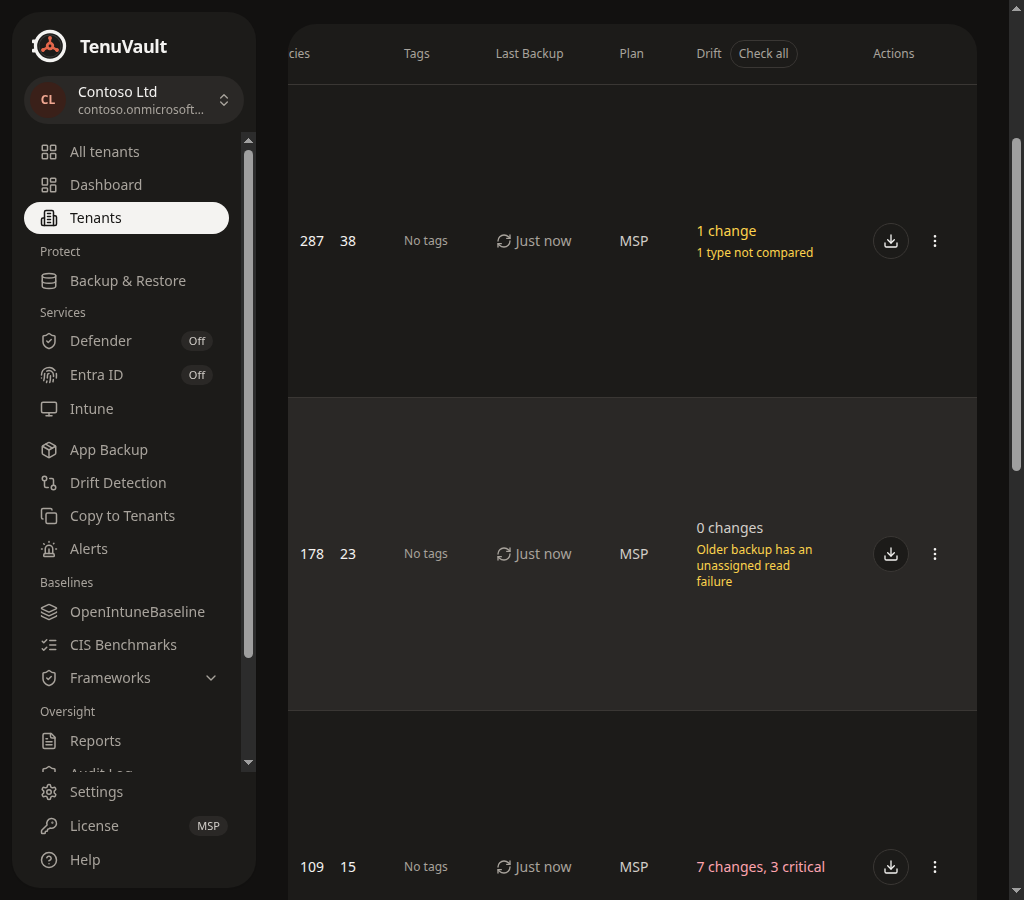 TenuVault
CL
Contoso Ltd
contoso.onmicrosoft...
All tenants
Dashboard
Tenants
Protect
Backup & Restore
Services
Defender
Off
Entra ID
Off
Intune
App Backup
Drift Detection
Copy to Tenants
Alerts
Baselines
OpenIntuneBaseline
CIS Benchmarks
Frameworks
Oversight
Reports
Audit Log
Settings
License
MSP
Help
cies Tags Last Backup Plan Drift Check all Actions
287 38 No tags Just now MSP 1 change
1 type not compared
178 23 No tags Just now MSP 0 changes
Older backup has an
unassigned read
failure
109 15 No tags Just now MSP 7 changes, 3 critical